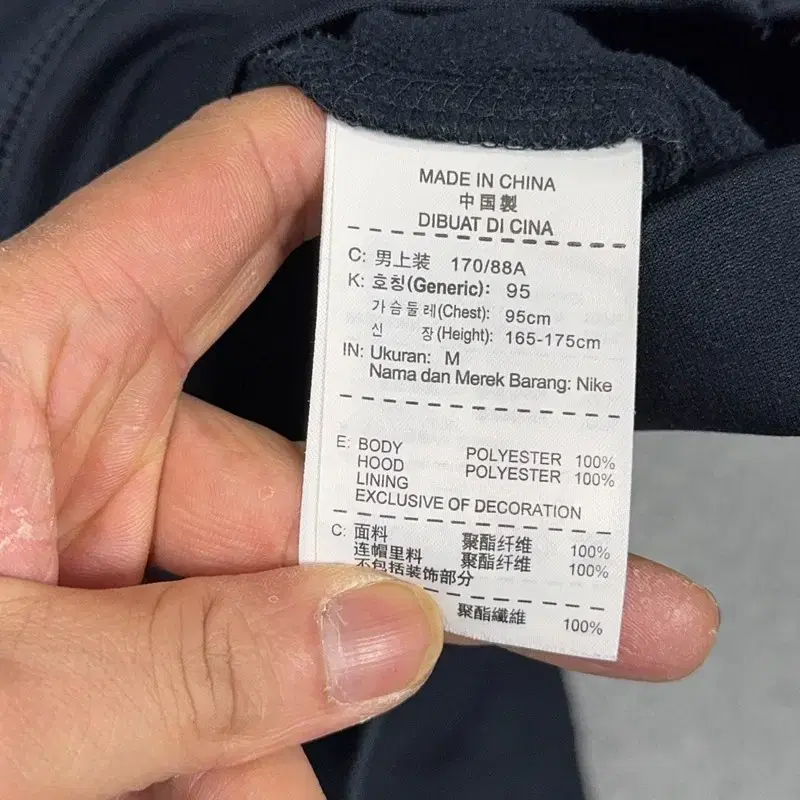 MADE IN CHINA
中国製
DIBUAT DI CINA
C: 男上装 170/88A
K: 호칭(Generic): 95
가슴둘레(Chest): 95cm
신 장(Height): 165-175cm
IN: Ukuran: M
Nama dan Merek Barang: Nike
E: BODY POLYESTER 100%
HOOD POLYESTER 100%
LINING
EXCLUSIVE OF DECORATION
C: 面料 聚酯纤维 100%
连帽里料 聚酯纤维 100%
不包括装饰部分
聚酯纖維 100%